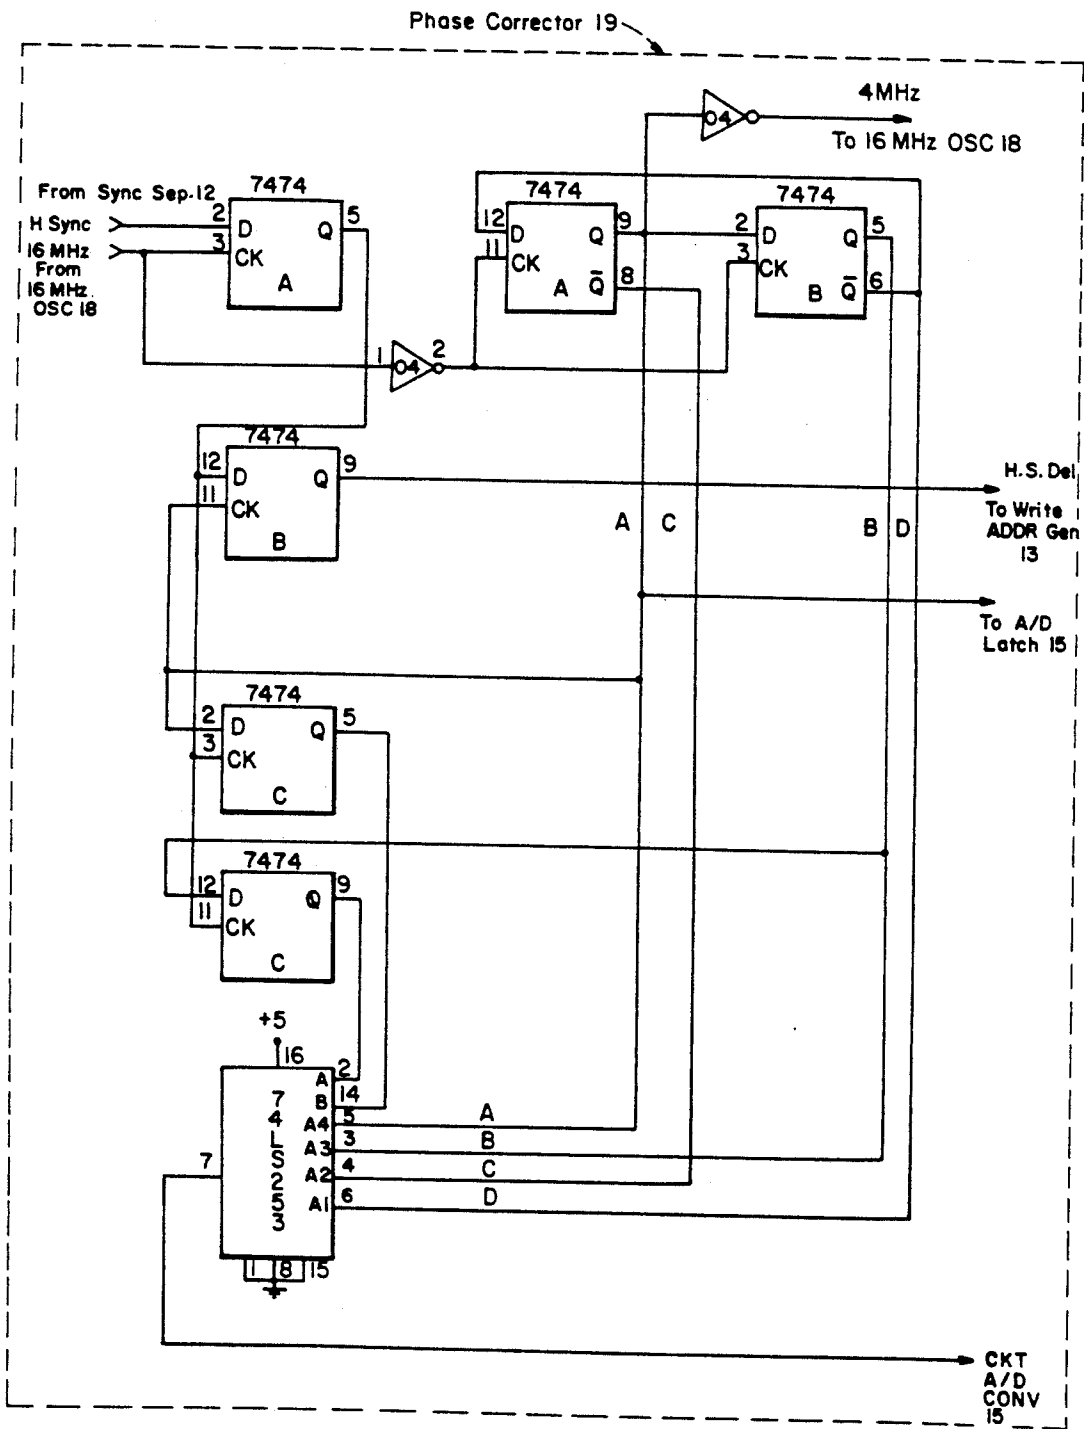 Phase Corrector 19
4MHz
04
To 16 MHz OSC 18
From Sync Sep. 12
7474
7474
7474
H Sync
2
D
Q
5
12
D
Q
9
2
D
Q
5
16 MHz
3
CK
11
CK
3
CK
From
16 MHz
OSC 18
A
A
Q̅
8
B
Q̅
6
1
04
2
7474
12
D
Q
9
H.S. Del
11
CK
To Write
ADDR Gen
13
B
A
C
B
D
To A/D
Latch 15
7474
2
D
Q
5
3
CK
C
7474
12
D
Q
9
11
CK
C
+5
16
A
2
B
14
7
74LS253
A4
5
A
A3
3
B
A2
4
C
A1
6
D
1
8
15
CKT
A/D
CONV
15